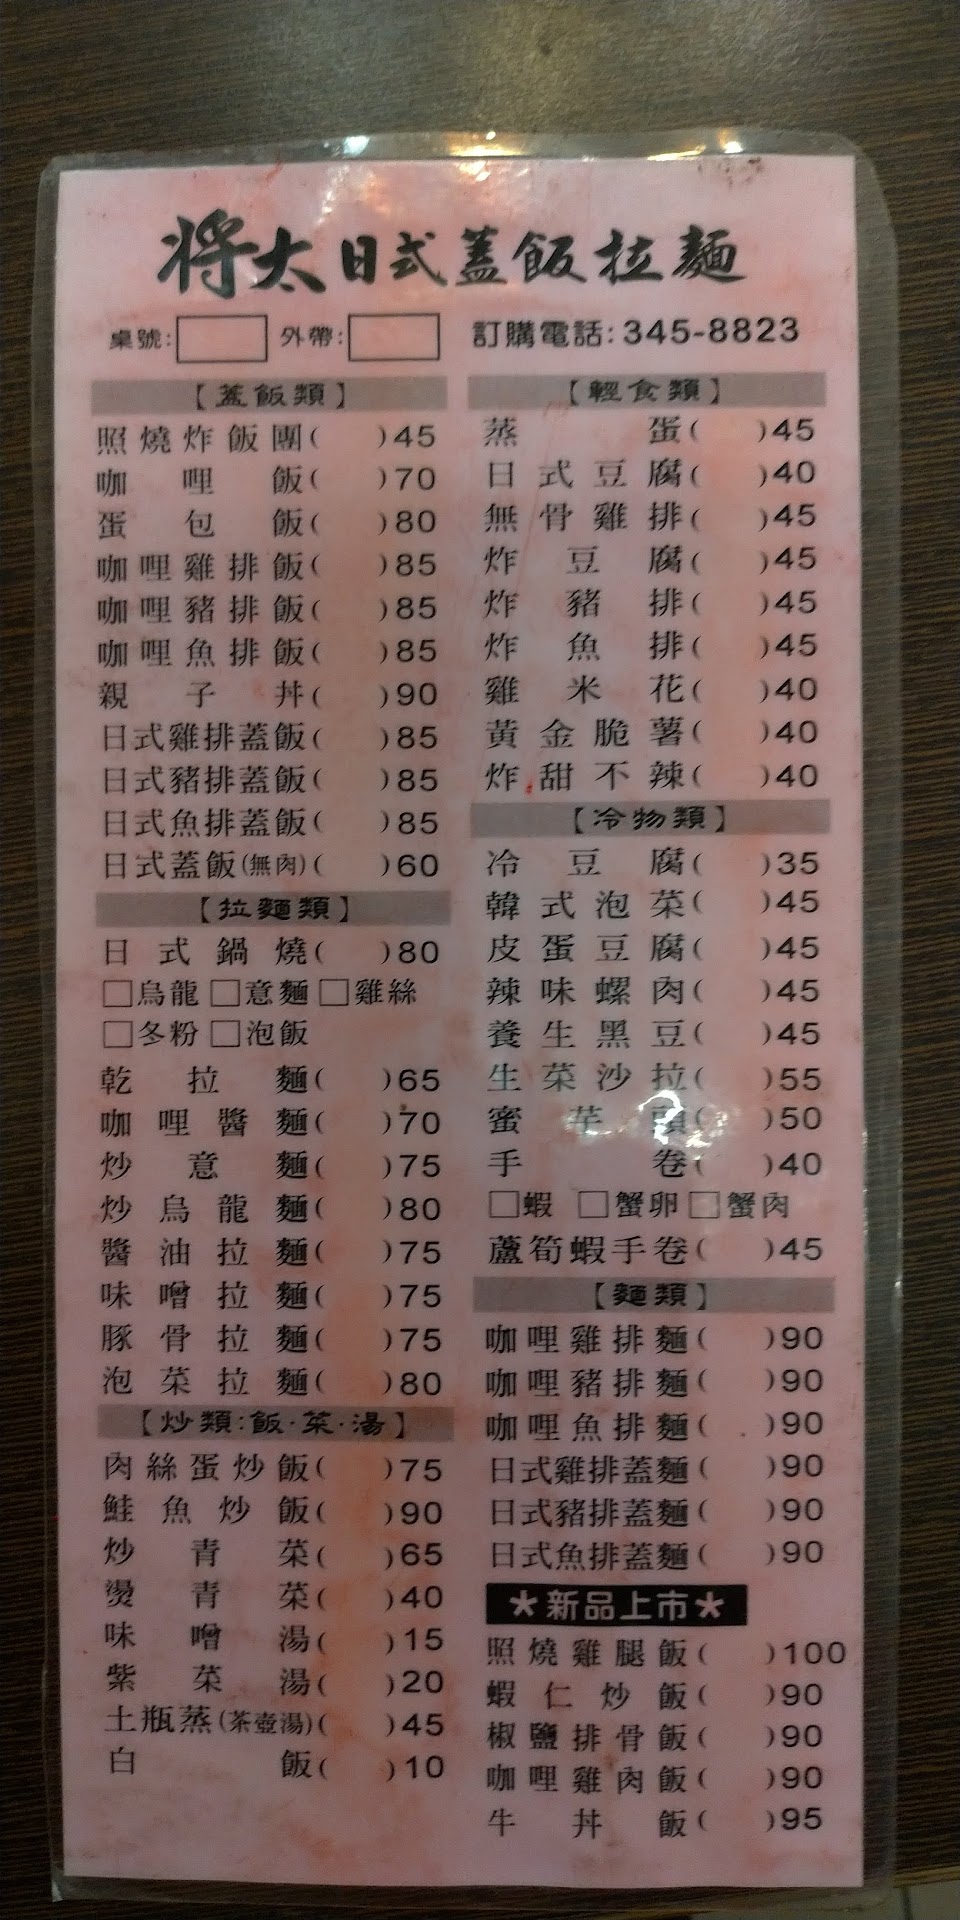 将太日式蓋飯拉麵
桌號: 外帶: 訂購電話: 345-8823
【蓋飯類】
照燒炸飯團( )45
咖哩飯( )70
蛋包飯( )80
咖哩雞排飯( )85
咖哩豬排飯( )85
咖哩魚排飯( )85
親子丼( )90
日式雞排蓋飯( )85
日式豬排蓋飯( )85
日式魚排蓋飯( )85
日式蓋飯(無肉)( )60
【拉麵類】
日式鍋燒( )80
□烏龍 □意麵 □雞絲
□冬粉 □泡飯
乾拉麵( )65
咖哩醬麵( )70
炒意麵( )75
炒烏龍麵( )80
醬油拉麵( )75
味噌拉麵( )75
豚骨拉麵( )75
泡菜拉麵( )80
【炒類:飯·菜·湯】
肉絲蛋炒飯( )75
鮭魚炒飯( )90
炒青菜( )65
燙青菜( )40
味噌湯( )15
紫菜湯( )20
土瓶蒸(茶壺湯)( )45
白飯( )10
【輕食類】
蒸蛋( )45
日式豆腐( )40
無骨雞排( )45
炸豆腐( )45
炸豬排( )45
炸魚排( )45
雞米花( )40
黃金脆薯( )40
炸甜不辣( )40
【冷物類】
冷豆腐( )35
韓式泡菜( )45
皮蛋豆腐( )45
辣味螺肉( )45
養生黑豆( )45
生菜沙拉( )55
蜜芋頭( )50
手卷( )40
□蝦 □蟹卵 □蟹肉
蘆筍蝦手卷( )45
【麵類】
咖哩雞排麵( )90
咖哩豬排麵( )90
咖哩魚排麵( )90
日式雞排蓋麵( )90
日式豬排蓋麵( )90
日式魚排蓋麵( )90
★新品上市★
照燒雞腿飯( )100
蝦仁炒飯( )90
椒鹽排骨飯( )90
咖哩雞肉飯( )90
牛丼飯( )95